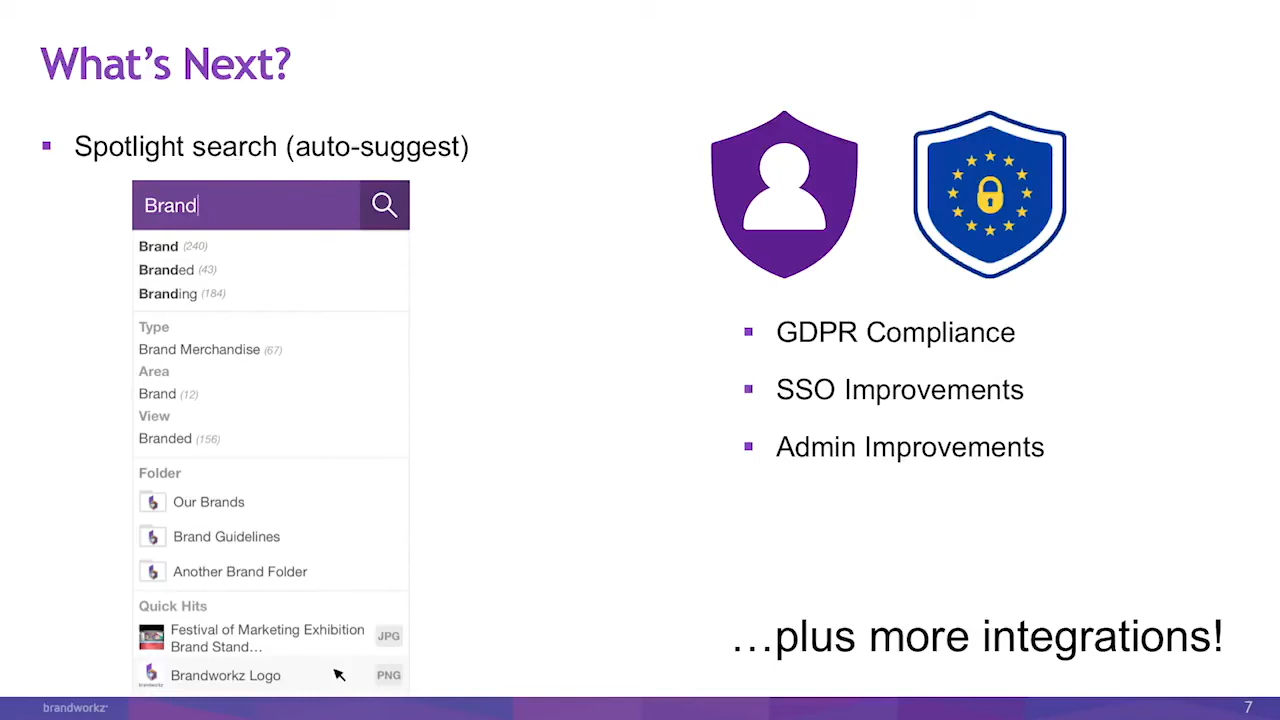 What's Next?
Spotlight search (auto-suggest)
Brand
Brand (240)
Branded (43)
Branding (184)
Type
Brand Merchandise (67)
Area
Brand (12)
View
Branded (156)
Folder
Our Brands
Brand Guidelines
Another Brand Folder
Quick Hits
Festival of Marketing Exhibition
Brand Stand…
JPG
brandworkz
Brandworkz Logo
PNG
GDPR Compliance
SSO Improvements
Admin Improvements
…plus more integrations!
brandworkz
7